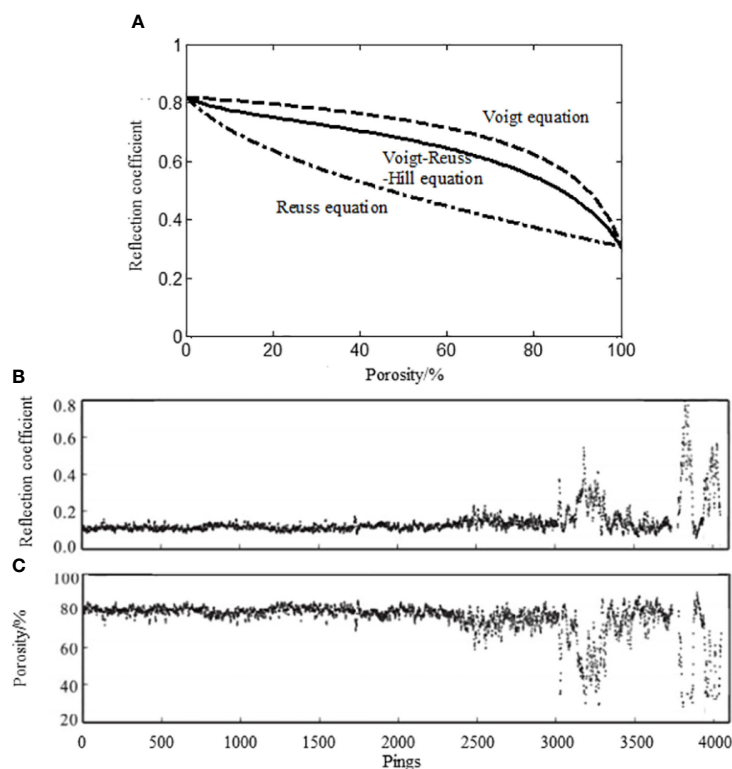 A
1
0.8
0.6
0.4
0.2
0
Reflection coefficient
Voigt equation
Voigt-Reuss
-Hill equation
Reuss equation
0 20 40 60 80 100
Porosity/%
B
0.8
0.6
0.4
0.2
0.0
Reflection coefficient
C
100
80
60
40
20
Porosity/%
0 500 1000 1500 2000 2500 3000 3500 4000
Pings